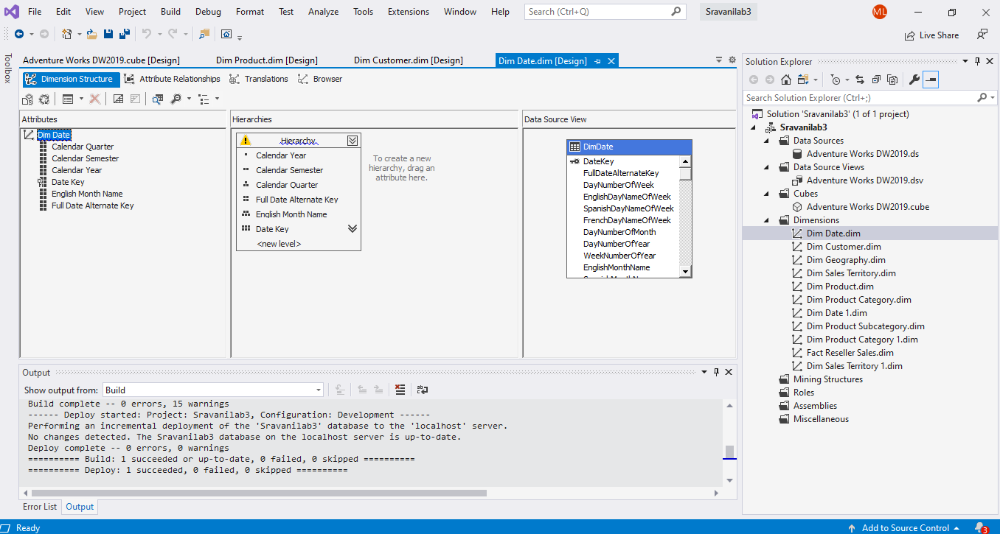 File Edit View Project Build Debug Format Test Analyze Tools Extensions Window Help Search (Ctrl+Q) Sravanilab3 ML
Live Share
Toolbox
Adventure Works DW2019.cube [Design] Dim Product.dim [Design] Dim Customer.dim [Design] Dim Date.dim [Design]
Dimension Structure Attribute Relationships Translations Browser
Attributes
Dim Date
Calendar Quarter
Calendar Semester
Calendar Year
Date Key
English Month Name
Full Date Alternate Key
Hierarchies
Hierarchy
Calendar Year
Calendar Semester
Calendar Quarter
Full Date Alternate Key
English Month Name
Date Key
<new level>
To create a new
hierarchy, drag an
attribute here.
Data Source View
DimDate
DateKey
FullDateAlternateKey
DayNumberOfWeek
EnglishDayNameOfWeek
SpanishDayNameOfWeek
FrenchDayNameOfWeek
DayNumberOfMonth
DayNumberOfYear
WeekNumberOfYear
EnglishMonthName
Output
Show output from: Build
Build complete -- 0 errors, 15 warnings
------ Deploy started: Project: Sravanilab3, Configuration: Development ------
Performing an incremental deployment of the 'Sravanilab3' database to the 'localhost' server.
No changes detected. The Sravanilab3 database on the localhost server is up-to-date.
Deploy complete -- 0 errors, 0 warnings
========== Build: 1 succeeded or up-to-date, 0 failed, 0 skipped ==========
========== Deploy: 1 succeeded, 0 failed, 0 skipped ==========
Error List Output
Solution Explorer
Search Solution Explorer (Ctrl+;)
Solution 'Sravanilab3' (1 of 1 project)
Sravanilab3
Data Sources
Adventure Works DW2019.ds
Data Source Views
Adventure Works DW2019.dsv
Cubes
Adventure Works DW2019.cube
Dimensions
Dim Date.dim
Dim Customer.dim
Dim Geography.dim
Dim Sales Territory.dim
Dim Product.dim
Dim Product Category.dim
Dim Date 1.dim
Dim Product Subcategory.dim
Dim Product Category 1.dim
Fact Reseller Sales.dim
Dim Sales Territory 1.dim
Mining Structures
Roles
Assemblies
Miscellaneous
Ready Add to Source Control 3